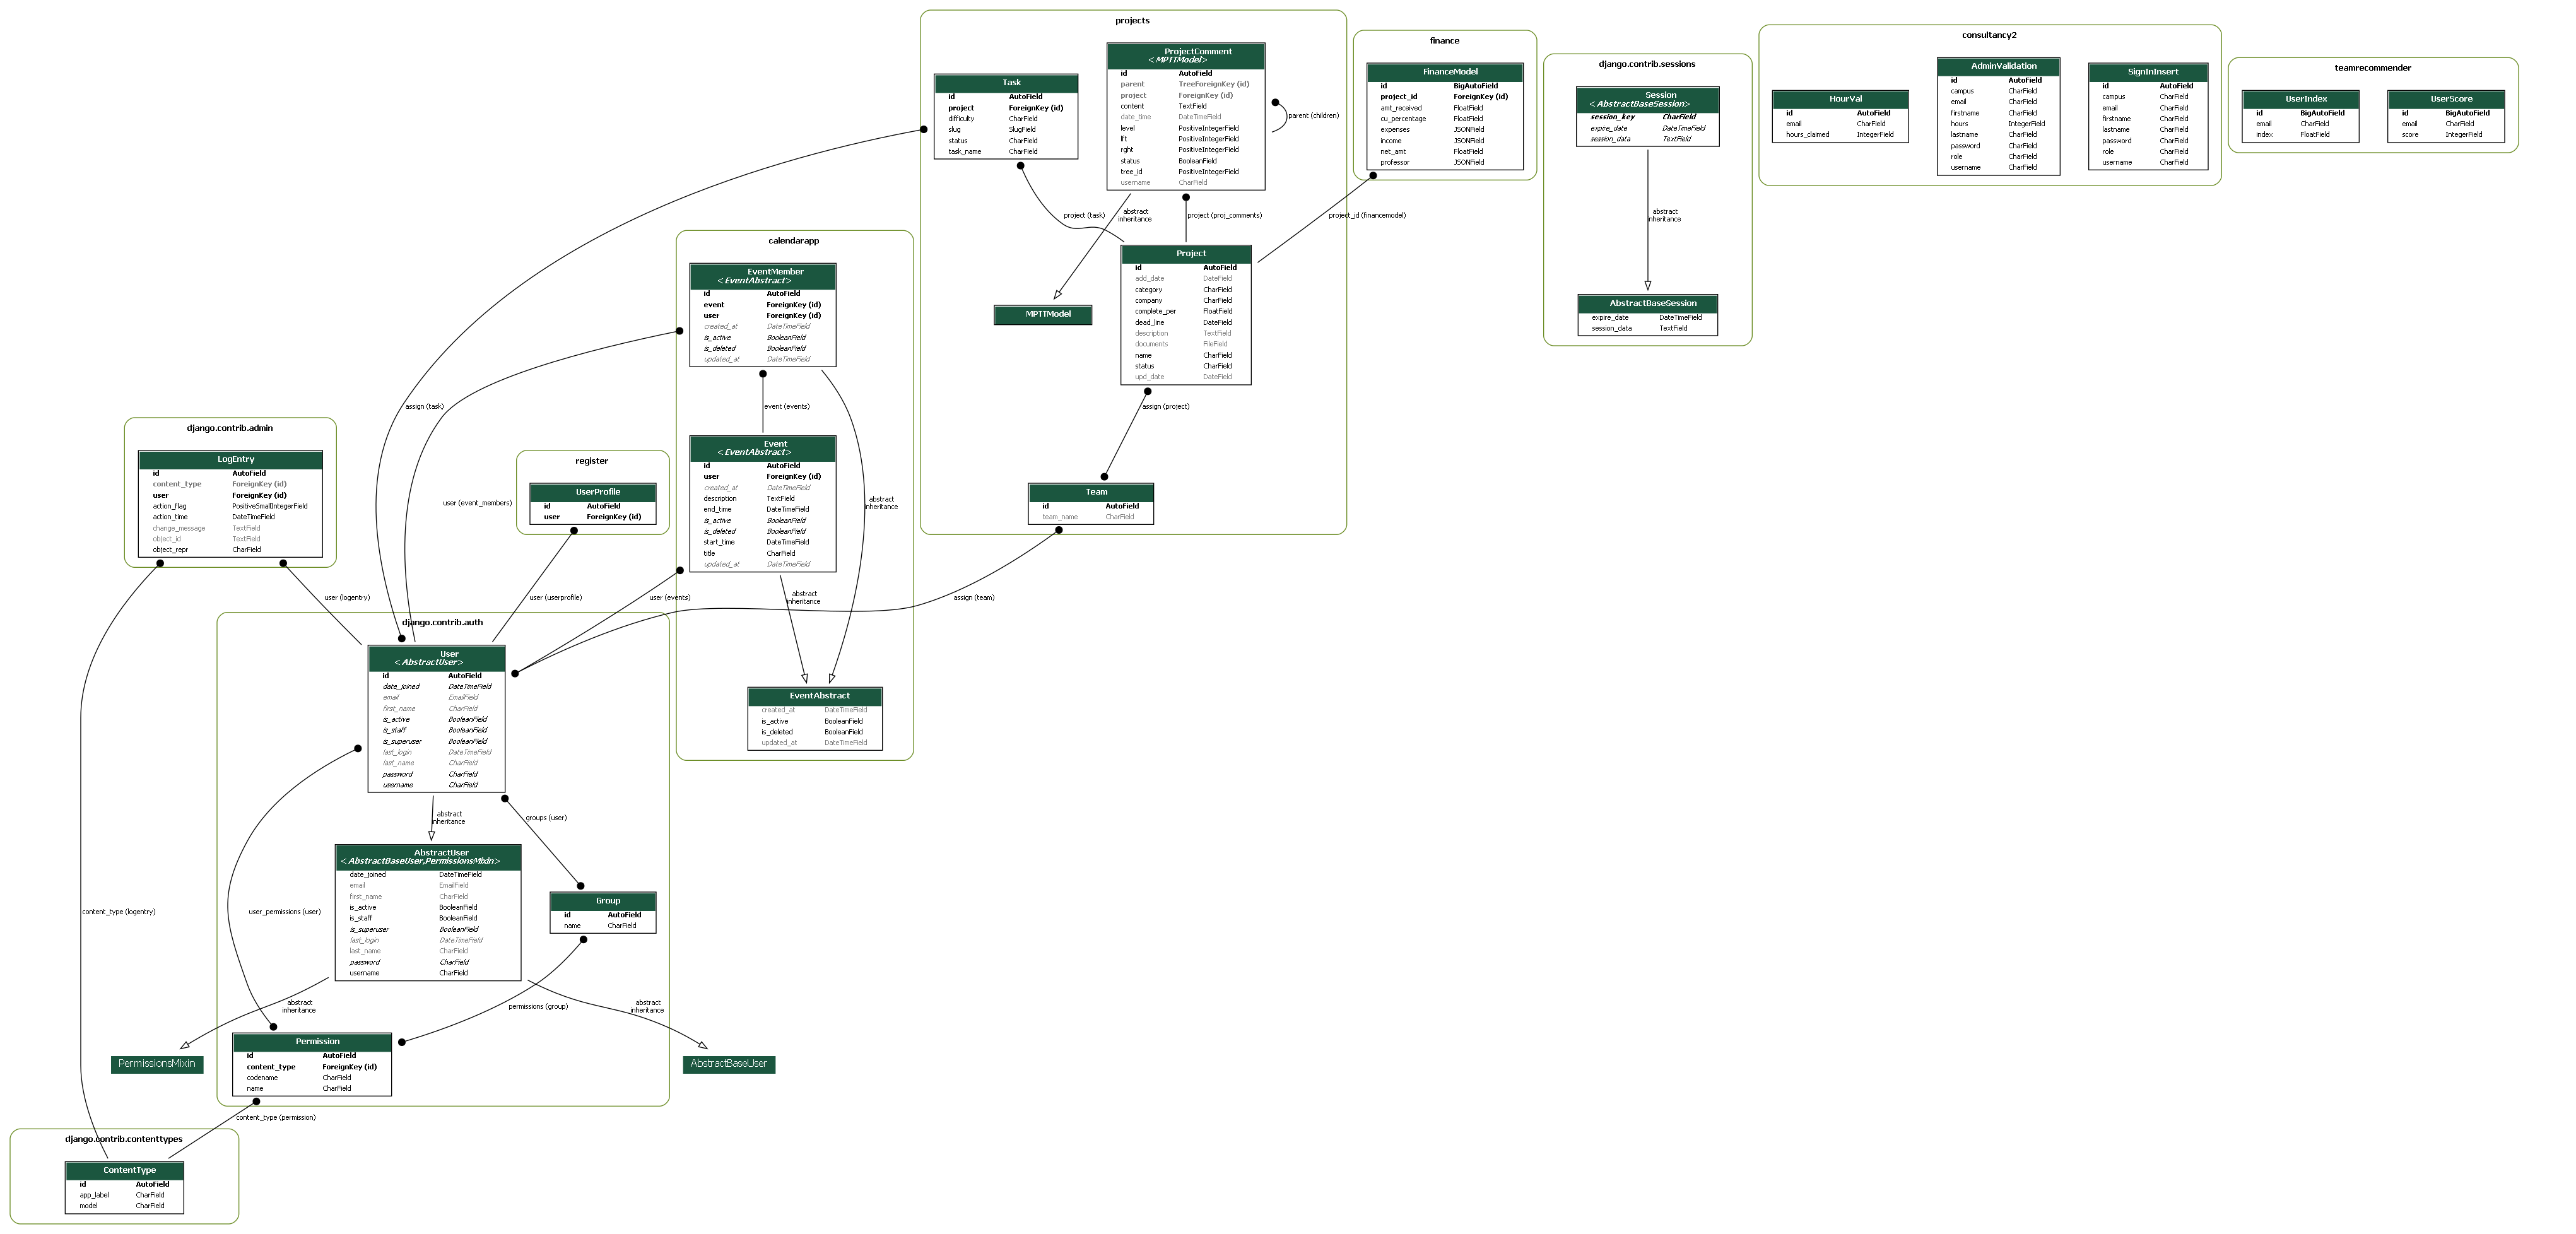 projects
Task
id AutoField
project ForeignKey (id)
difficulty CharField
slug SlugField
status CharField
task_name CharField
ProjectComment
<MPTTModel>
id AutoField
parent TreeForeignKey (id)
project ForeignKey (id)
content TextField
date_time DateTimeField
level PositiveIntegerField
lft PositiveIntegerField
rght PositiveIntegerField
status BooleanField
tree_id PositiveIntegerField
username CharField
parent (children)
project (task)
abstract
inheritance
project (proj_comments)
project_id (financemodel)
MPTTModel
Project
id AutoField
add_date DateField
category CharField
company CharField
complete_per FloatField
dead_line DateField
description TextField
documents FileField
name CharField
status CharField
upd_date DateField
assign (project)
Team
id AutoField
team_name CharField
assign (team)
finance
FinanceModel
id BigAutoField
project_id ForeignKey (id)
amt_received FloatField
cu_percentage FloatField
expenses JSONField
income JSONField
net_amt FloatField
professor JSONField
django.contrib.sessions
Session
<AbstractBaseSession>
session_key CharField
expire_date DateTimeField
session_data TextField
abstract
inheritance
AbstractBaseSession
expire_date DateTimeField
session_data TextField
consultancy2
HourVal
id AutoField
email CharField
hours_claimed IntegerField
AdminValidation
id AutoField
campus CharField
email CharField
firstname CharField
hours IntegerField
lastname CharField
password CharField
role CharField
username CharField
SignInInsert
id AutoField
campus CharField
email CharField
firstname CharField
lastname CharField
password CharField
role CharField
username CharField
teamrecommender
UserIndex
id BigAutoField
email CharField
index FloatField
UserScore
id BigAutoField
email CharField
score IntegerField
calendarapp
EventMember
<EventAbstract>
id AutoField
event ForeignKey (id)
user ForeignKey (id)
created_at DateTimeField
is_active BooleanField
is_deleted BooleanField
updated_at DateTimeField
event (events)
Event
<EventAbstract>
id AutoField
user ForeignKey (id)
created_at DateTimeField
description TextField
end_time DateTimeField
is_active BooleanField
is_deleted BooleanField
start_time DateTimeField
title CharField
updated_at DateTimeField
abstract
inheritance
abstract
inheritance
EventAbstract
created_at DateTimeField
is_active BooleanField
is_deleted BooleanField
updated_at DateTimeField
assign (task)
user (event_members)
user (events)
django.contrib.admin
LogEntry
id AutoField
content_type ForeignKey (id)
user ForeignKey (id)
action_flag PositiveSmallIntegerField
action_time DateTimeField
change_message TextField
object_id TextField
object_repr CharField
user (logentry)
register
UserProfile
id AutoField
user ForeignKey (id)
user (userprofile)
django.contrib.auth
User
<AbstractUser>
id AutoField
date_joined DateTimeField
email EmailField
first_name CharField
is_active BooleanField
is_staff BooleanField
is_superuser BooleanField
last_login DateTimeField
last_name CharField
password CharField
username CharField
abstract
inheritance
groups (user)
AbstractUser
<AbstractBaseUser,PermissionsMixin>
date_joined DateTimeField
email EmailField
first_name CharField
is_active BooleanField
is_staff BooleanField
is_superuser BooleanField
last_login DateTimeField
last_name CharField
password CharField
username CharField
Group
id AutoField
name CharField
content_type (logentry)
user_permissions (user)
abstract
inheritance
permissions (group)
abstract
inheritance
PermissionsMixin
Permission
id AutoField
content_type ForeignKey (id)
codename CharField
name CharField
AbstractBaseUser
content_type (permission)
django.contrib.contenttypes
ContentType
id AutoField
app_label CharField
model CharField